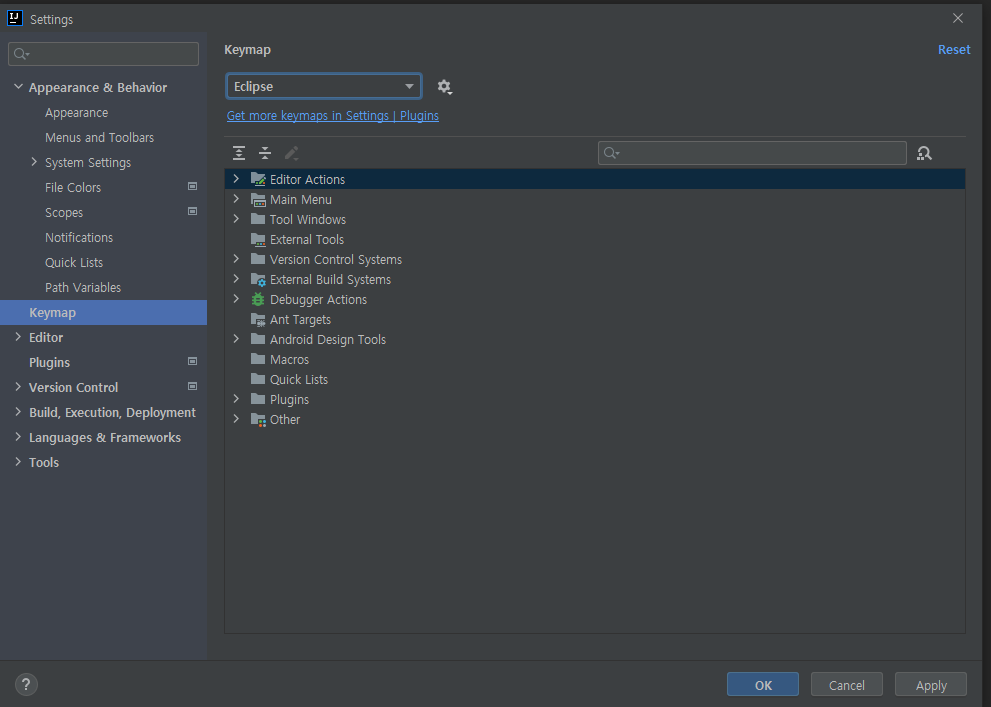 IJ Settings
Appearance & Behavior
Appearance
Menus and Toolbars
System Settings
File Colors
Scopes
Notifications
Quick Lists
Path Variables
Keymap
Editor
Plugins
Version Control
Build, Execution, Deployment
Languages & Frameworks
Tools
Keymap
Reset
Eclipse
Get more keymaps in Settings | Plugins
Editor Actions
Main Menu
Tool Windows
External Tools
Version Control Systems
External Build Systems
Debugger Actions
Ant Targets
Android Design Tools
Macros
Quick Lists
Plugins
Other
?
OK
Cancel
Apply